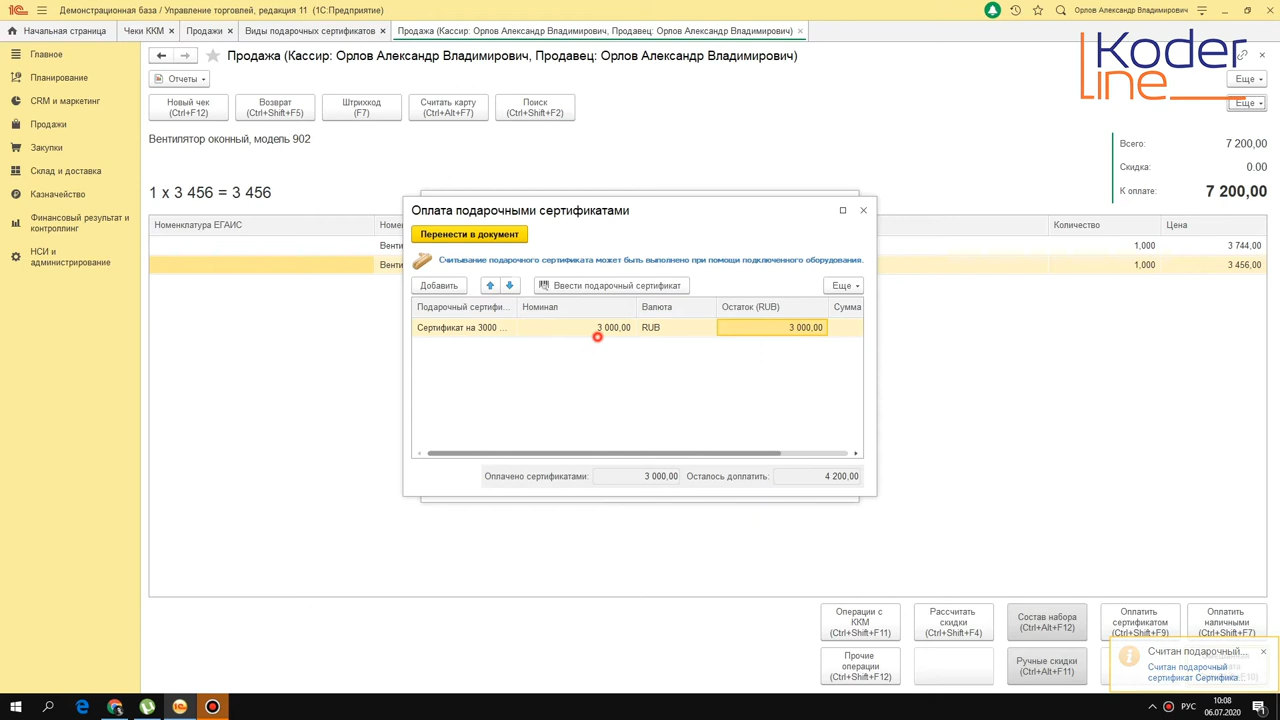 Демонстрационная база / Управление торговлей, редакция 11 (1С:Предприятие)
Орлов Александр Владимирович
Начальная страница
Чеки ККМ
Продажи
Виды подарочных сертификатов
Продажа (Кассир: Орлов Александр Владимирович, Продавец: Орлов Александр Владимирович)
Главное
Планирование
CRM и маркетинг
Продажи
Закупки
Склад и доставка
Казначейство
Финансовый результат и
контроллинг
НСИ и
администрирование
Продажа (Кассир: Орлов Александр Владимирович, Продавец: Орлов Александр Владимирович)
Koder
line
Отчеты
Еще
Новый чек
(Ctrl+F12)
Возврат
(Ctrl+Shift+F5)
Штрихкод
(F7)
Считать карту
(Ctrl+Alt+F7)
Поиск
(Ctrl+Shift+F2)
Еще
Вентипятор оконный, модель 902
1 x 3 456 = 3 456
Всего: 7 200,00
Скидка: 0.00
К оплате: 7 200,00
Номенклатура ЕГАИС
Номе
Количество
Цена
Венти
1,000
3 744,00
Венти
1,000
3 456,00
Оплата подарочными сертификатами
Перенести в документ
Считывание подарочного сертификата может быть выполнено при помощи подключенного оборудования.
Добавить
Ввести подарочный сертификат
Еще
Подарочный сертифи...
Номинал
Валюта
Остаток (RUB)
Сумма
Сертификат на 3000 ...
3 000,00
RUB
3 000,00
Оплачено сертификатами: 3 000,00
Осталось доплатить: 4 200,00
Операции с
ККМ
(Ctrl+Shift+F11)
Рассчитать
скидки
(Ctrl+Shift+F4)
Состав набора
(Ctrl+Alt+F12)
Оплатить
сертификатом
(Ctrl+Shift+F9)
Оплатить
наличными
(Ctrl+Shift+F7)
Прочие
операции
(Ctrl+Shift+F12)
Ручные скидки
(Ctrl+Alt+F11)
Считан подарочный...
Считан подарочный
сертификат Сертифика...
РУС
10:08
06.07.2020